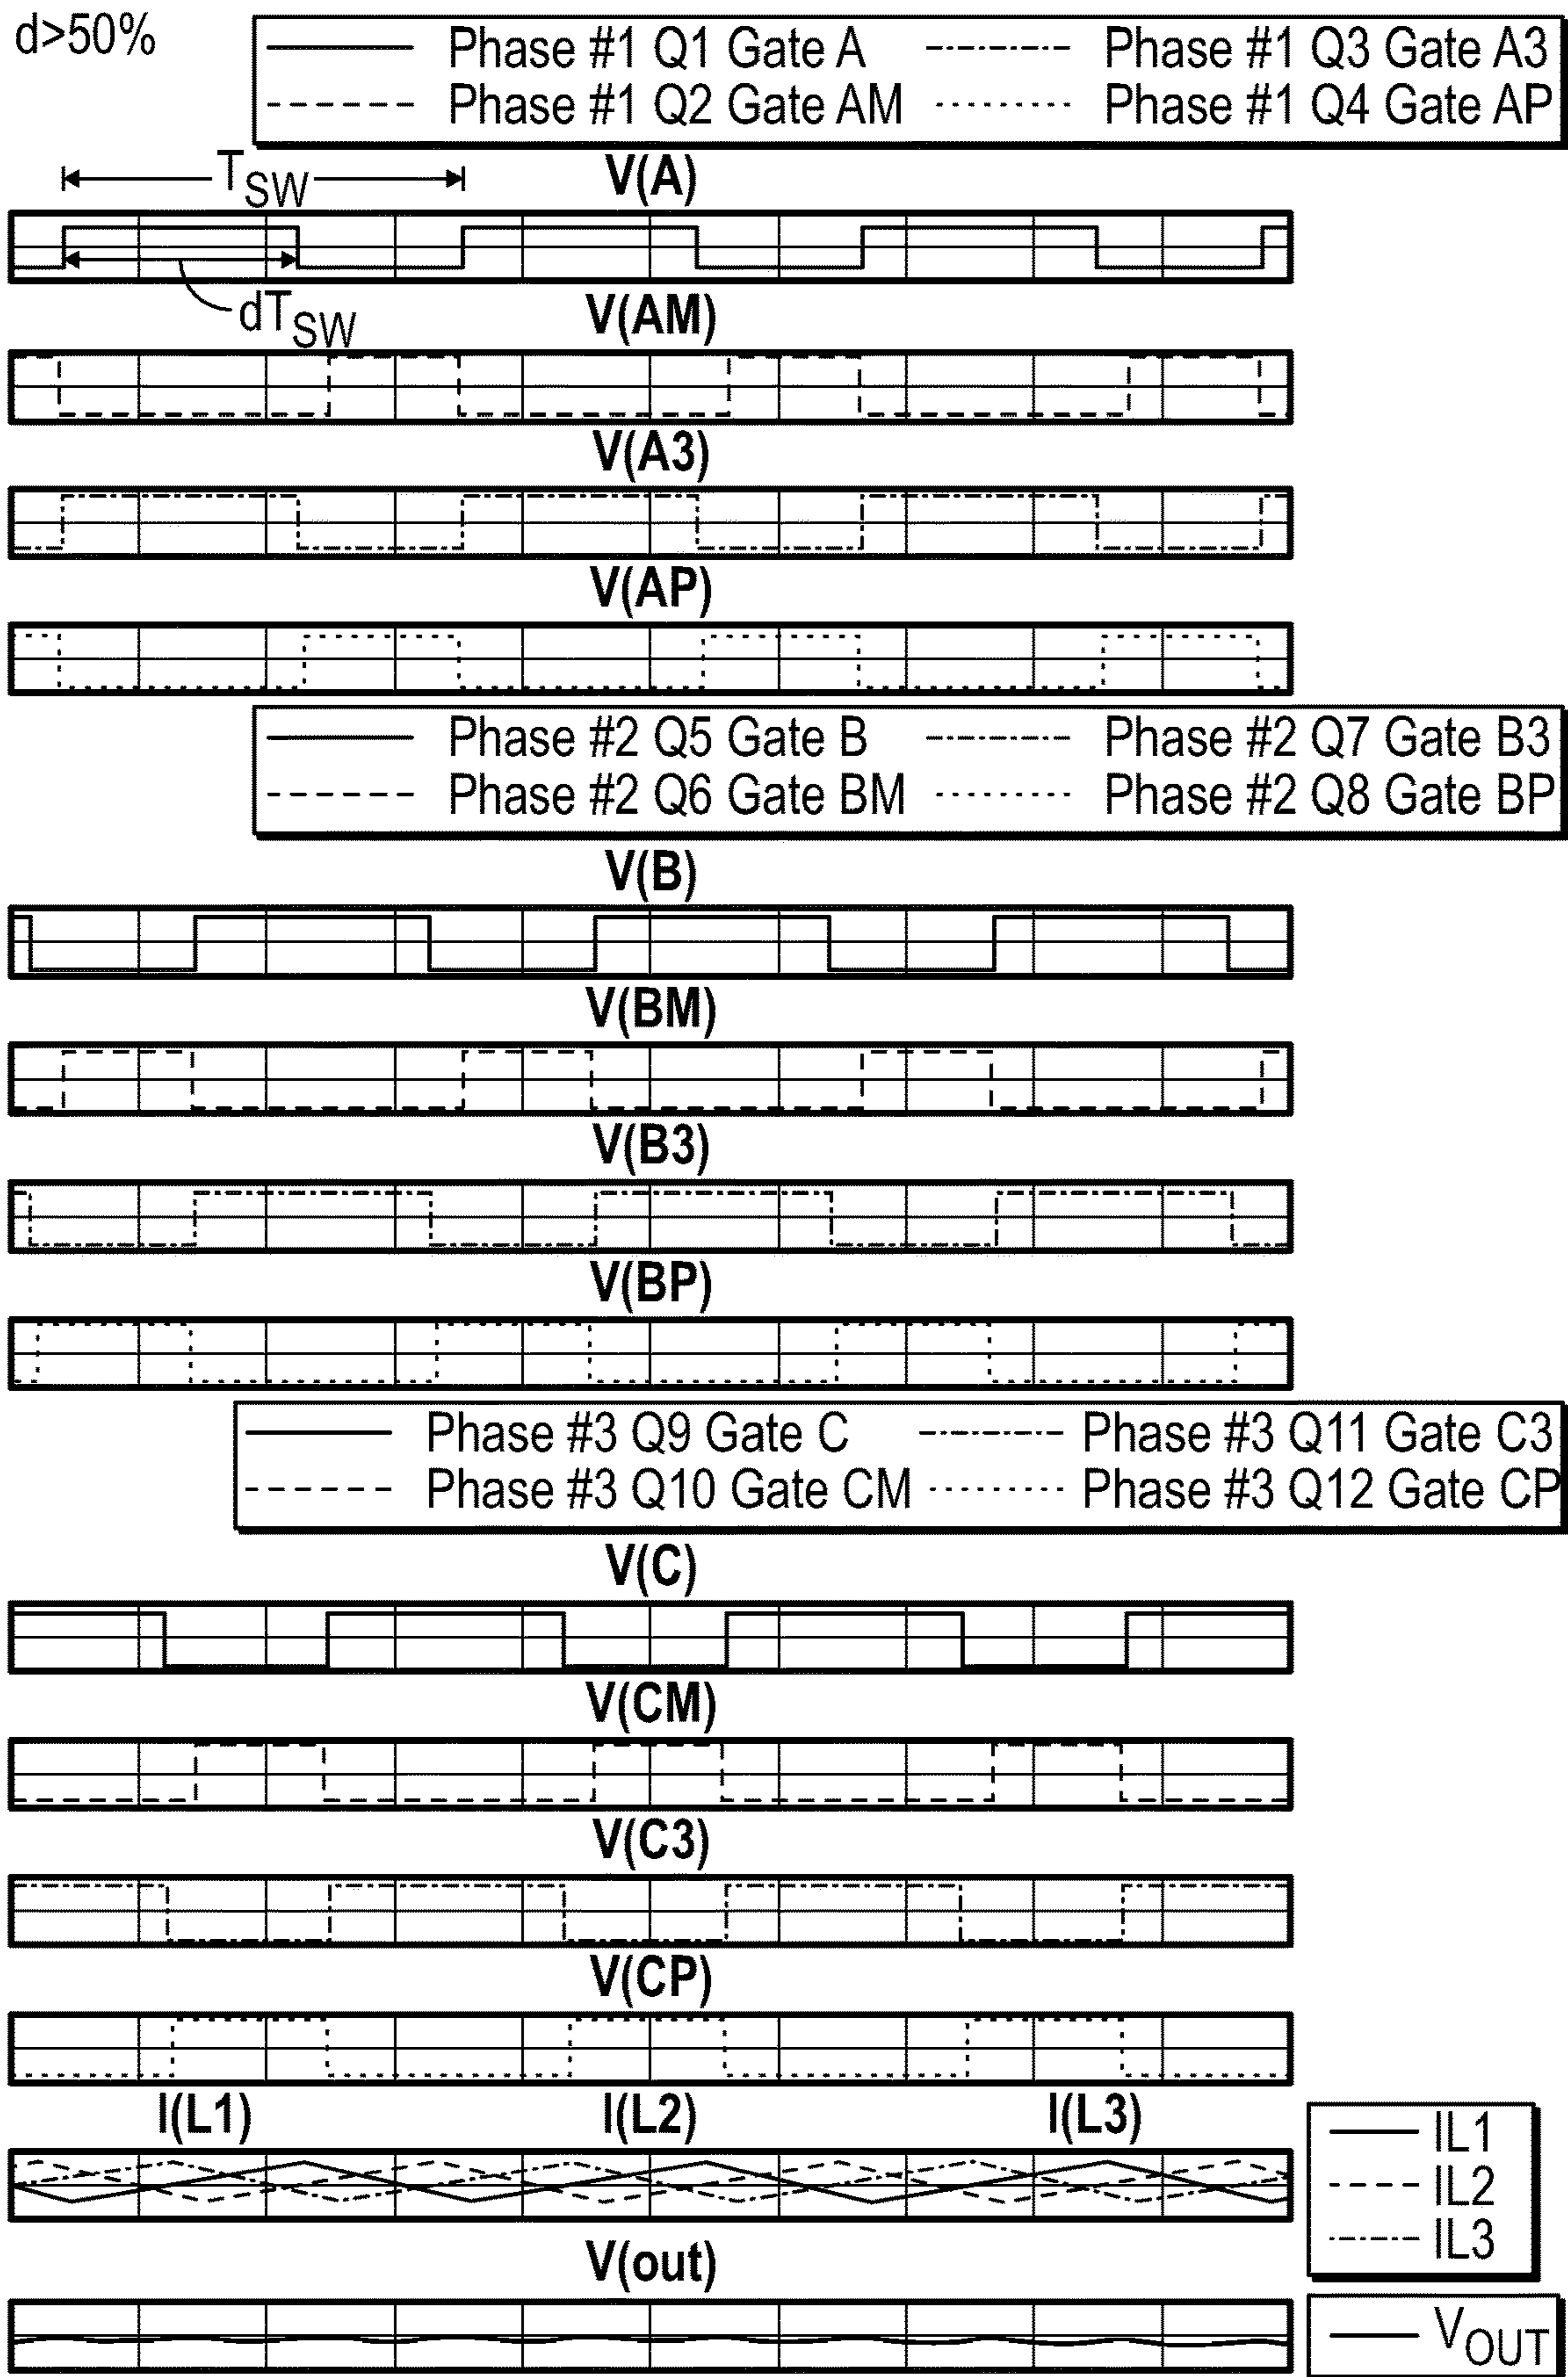 d>50%
Phase #1 Q1 Gate A
Phase #1 Q3 Gate A3
Phase #1 Q2 Gate AM
Phase #1 Q4 Gate AP
TSW
V(A)
dTSW
V(AM)
V(A3)
V(AP)
Phase #2 Q5 Gate B
Phase #2 Q7 Gate B3
Phase #2 Q6 Gate BM
Phase #2 Q8 Gate BP
V(B)
V(BM)
V(B3)
V(BP)
Phase #3 Q9 Gate C
Phase #3 Q11 Gate C3
Phase #3 Q10 Gate CM
Phase #3 Q12 Gate CP
V(C)
V(CM)
V(C3)
V(CP)
I(L1) I(L2) I(L3)
IL1
IL2
IL3
V(out)
VOUT